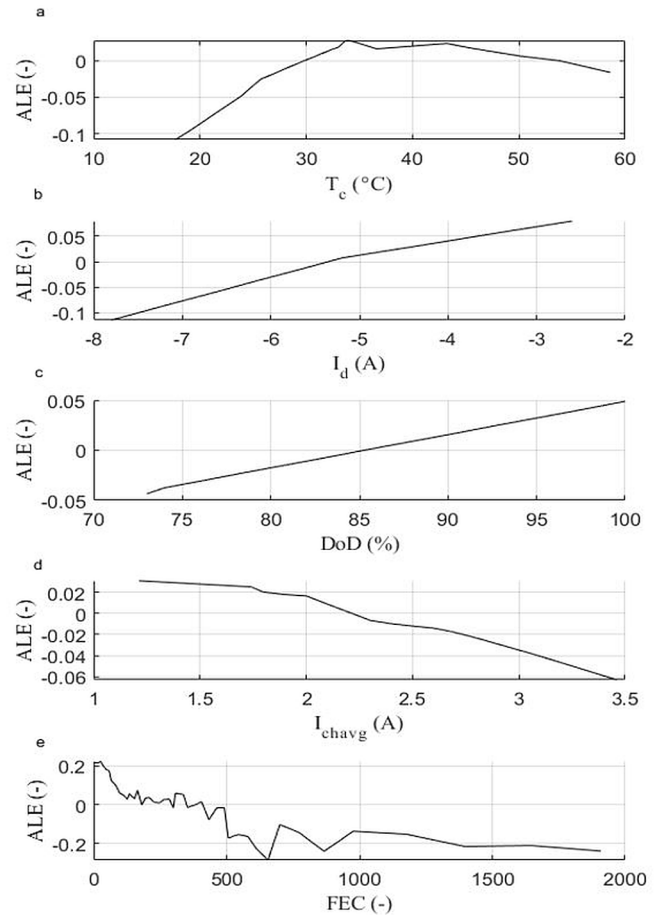 a
ALE (-)
0
-0.05
-0.1
10 20 30 40 50 60
T_c (°C)
b
ALE (-)
0.05
0
-0.05
-0.1
-8 -7 -6 -5 -4 -3 -2
I_d (A)
c
ALE (-)
0.05
0
-0.05
70 75 80 85 90 95 100
DoD (%)
d
ALE (-)
0.02
0
-0.02
-0.04
-0.06
1 1.5 2 2.5 3 3.5
I_chavg (A)
e
ALE (-)
0.2
0
-0.2
0 500 1000 1500 2000
FEC (-)